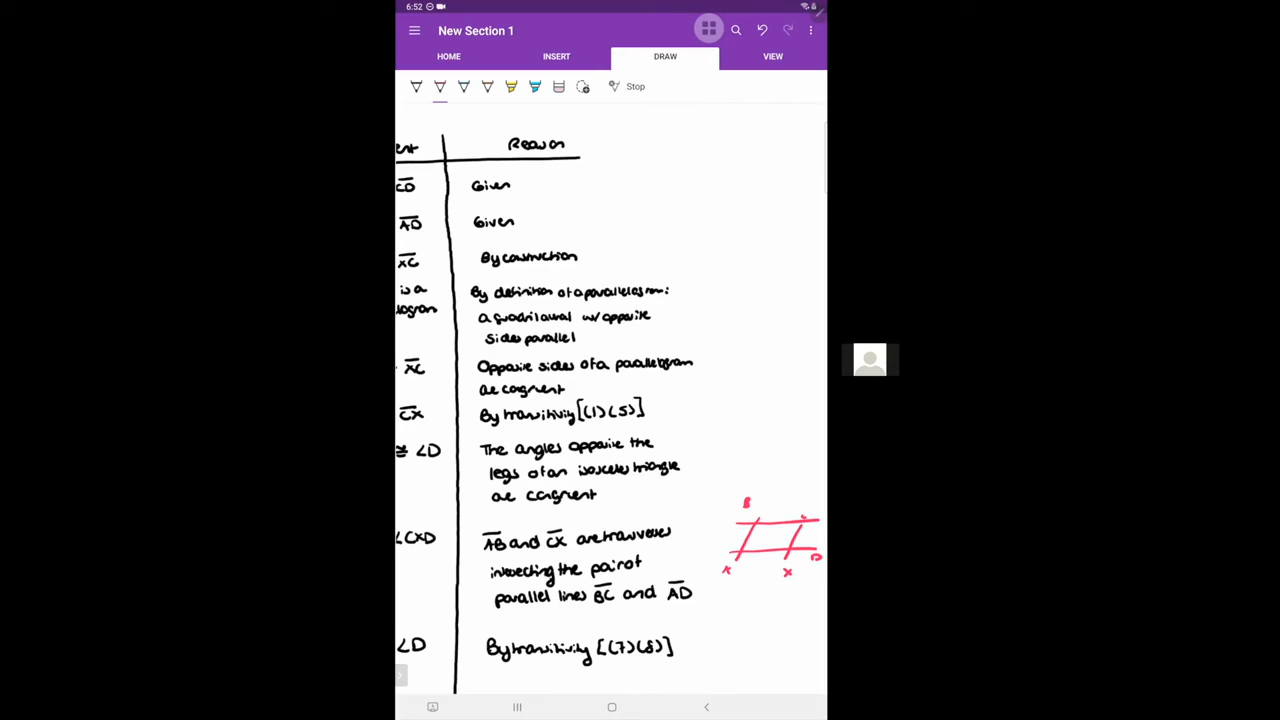 6:52
New Section 1
HOME INSERT DRAW VIEW
Stop
ent Reason
CD Given
AD Given
XC By construction
is a By definition of a parallelogram:
logram a quadrilateral w/ opposite
sides parallel
XC Opposite sides of a parallelogram
are congruent
CX By transitivity [(1)(5)]
≅ ∠D The angles opposite the
legs of an isosceles triangle
are congruent
B
∠CXD AB and CX are transversals
intersecting the pair of
D
A X
parallel lines BC and AD
∠D By transitivity [(7)(8)]